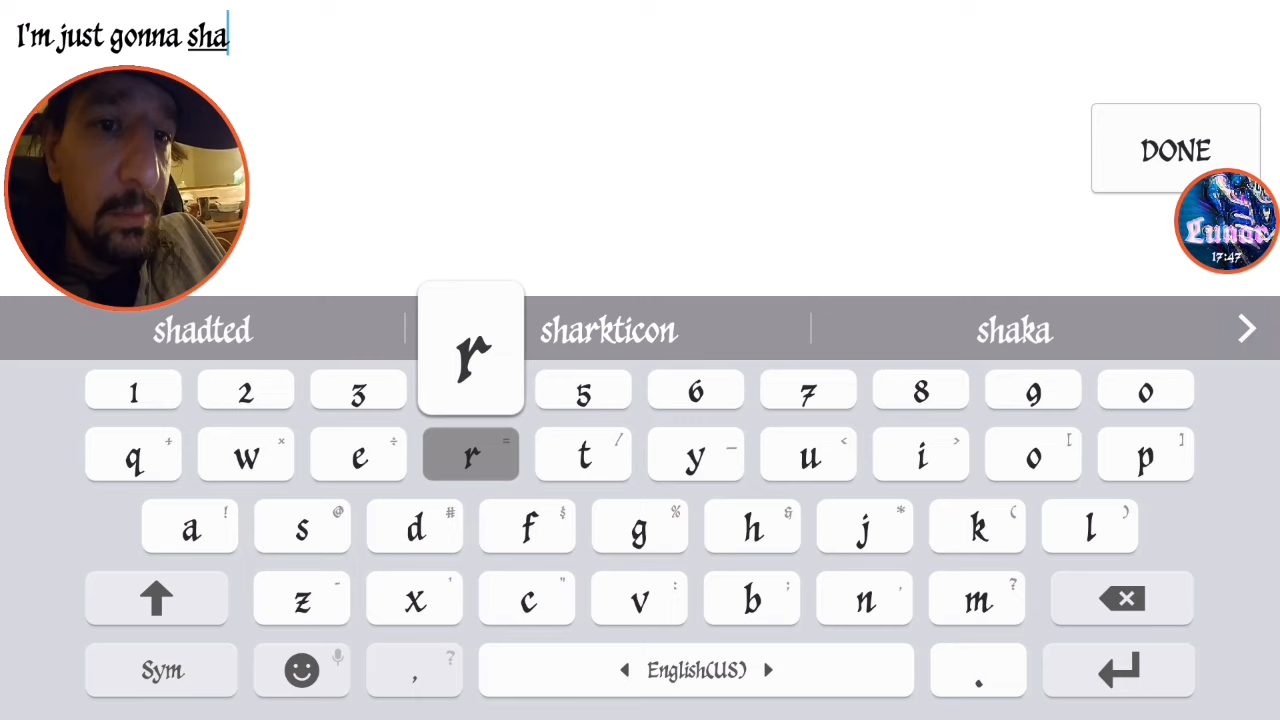 I'm just gonna sha
DONE
Lunar
17:47
r
shadted sharkticon shaka
1 2 3 5 6 7 8 9 0
q + w × e ÷ r = t / y _ u < i > o [ p ]
a ! s @ d # f $ g % h & j * k ( l )
z - x ' c " v : b ; n , m ?
Sym , ? English(US) .